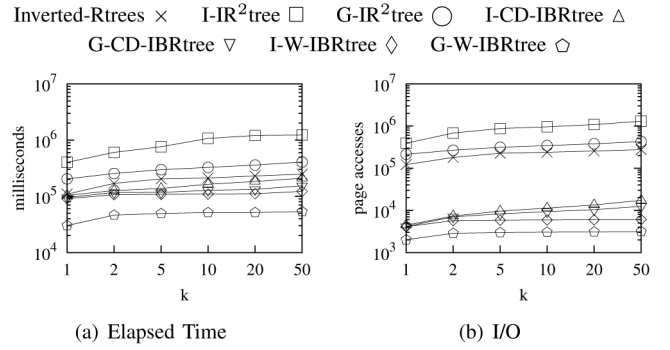 Inverted-Rtrees I-IR²tree G-IR²tree I-CD-IBRtree
G-CD-IBRtree I-W-IBRtree G-W-IBRtree
milliseconds
10⁷
10⁶
10⁵
10⁴
1 2 5 10 20 50
k
(a) Elapsed Time
page accesses
10⁷
10⁶
10⁵
10⁴
10³
1 2 5 10 20 50
k
(b) I/O